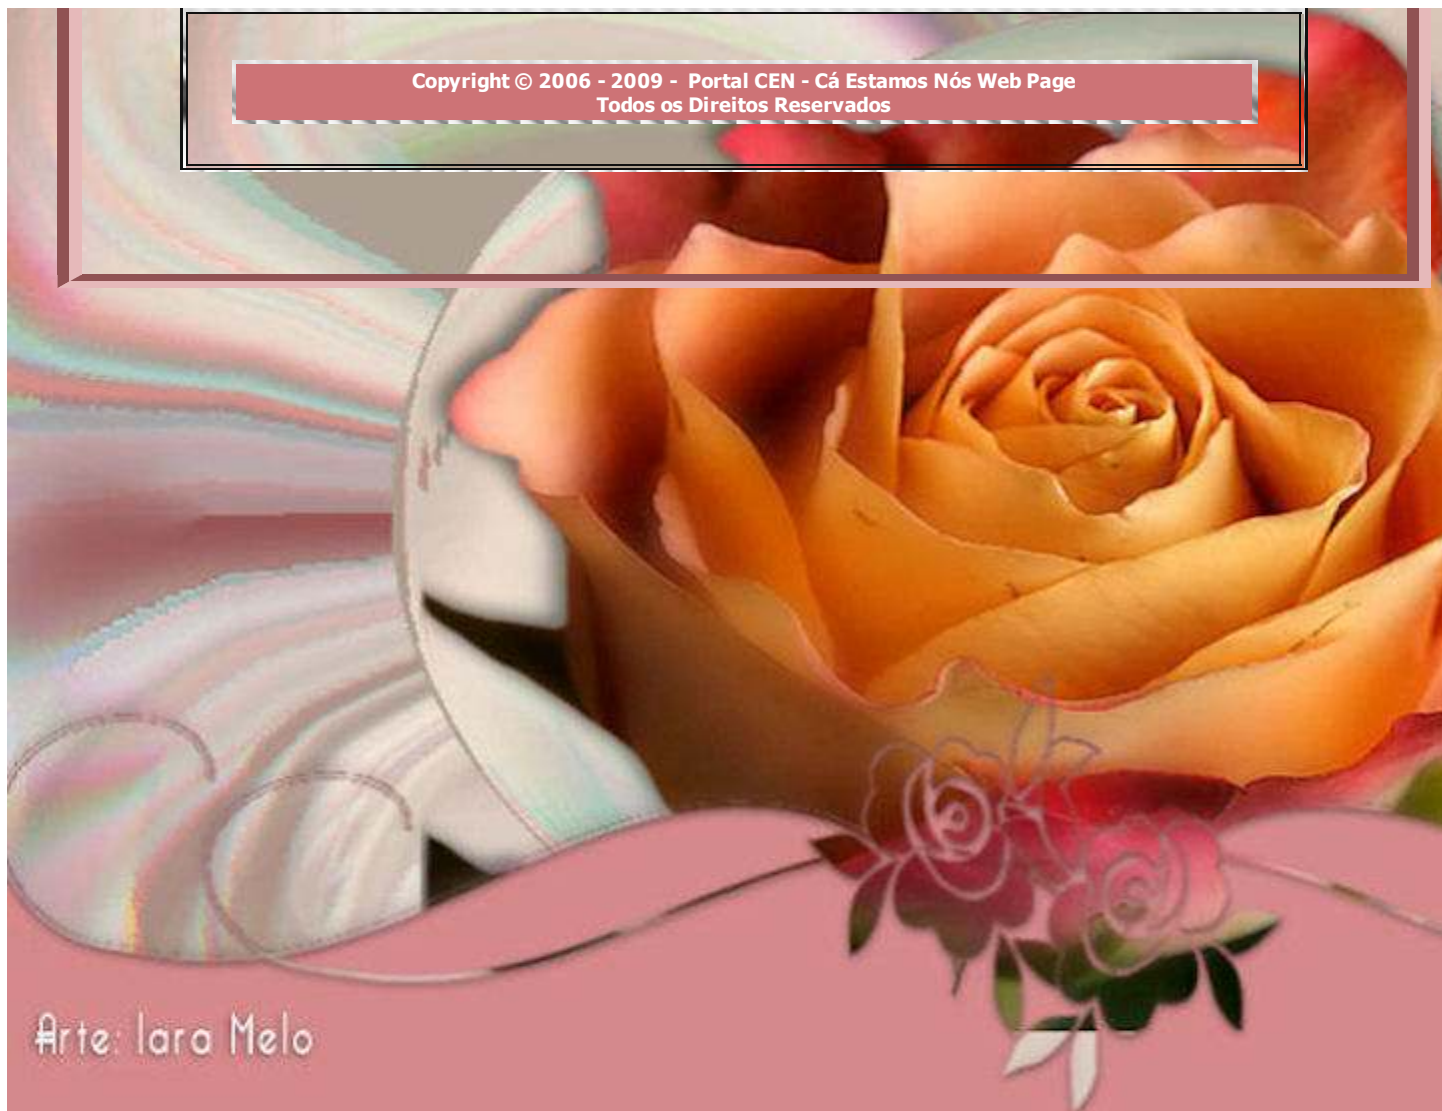 Copyright © 2006 - 2009 - Portal CEN - Cá Estamos Nós Web Page
Todos os Direitos Reservados
Arte: Iara Melo